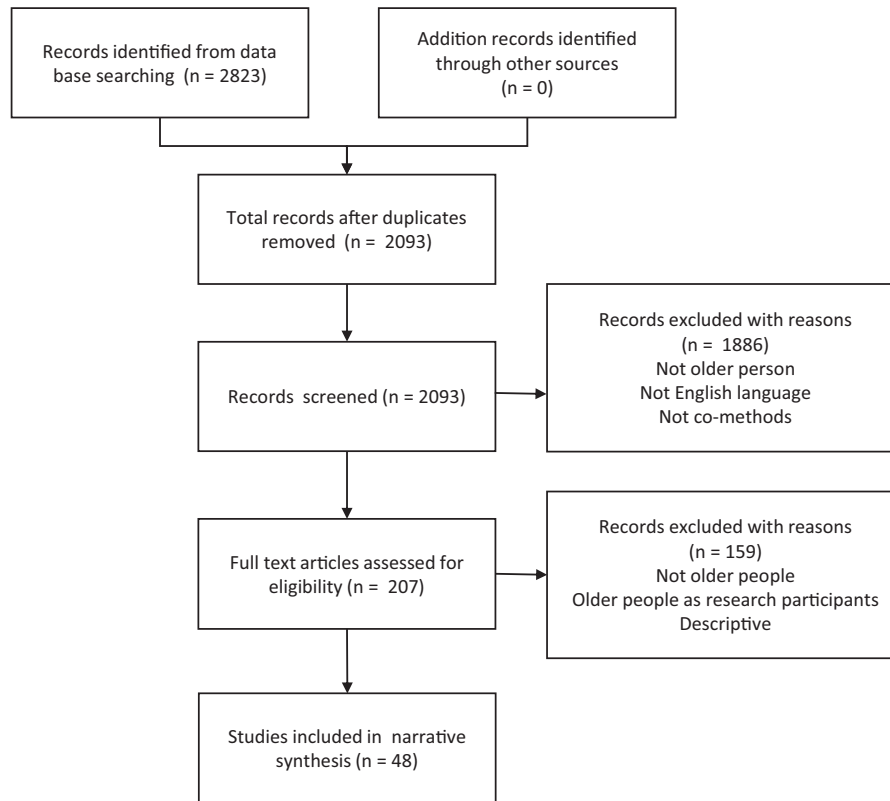 Records identified from data
base searching (n = 2823)
Addition records identified
through other sources
(n = 0)
Total records after duplicates
removed (n = 2093)
Records screened (n = 2093)
Records excluded with reasons
(n = 1886)
Not older person
Not English language
Not co-methods
Full text articles assessed for
eligibility (n = 207)
Records excluded with reasons
(n = 159)
Not older people
Older people as research participants
Descriptive
Studies included in narrative
synthesis (n = 48)